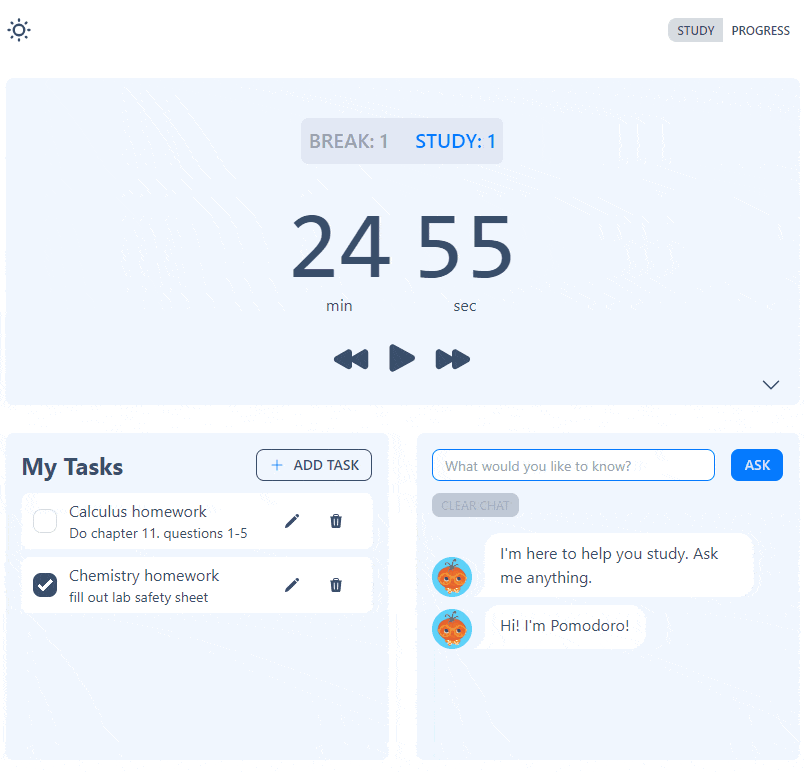 STUDY PROGRESS
BREAK: 1 STUDY: 1
24 55
min sec
My Tasks
ADD TASK
Calculus homework
Do chapter 11. questions 1-5
Chemistry homework
fill out lab safety sheet
What would you like to know?
ASK
CLEAR CHAT
I'm here to help you study. Ask
me anything.
Hi! I'm Pomodoro!